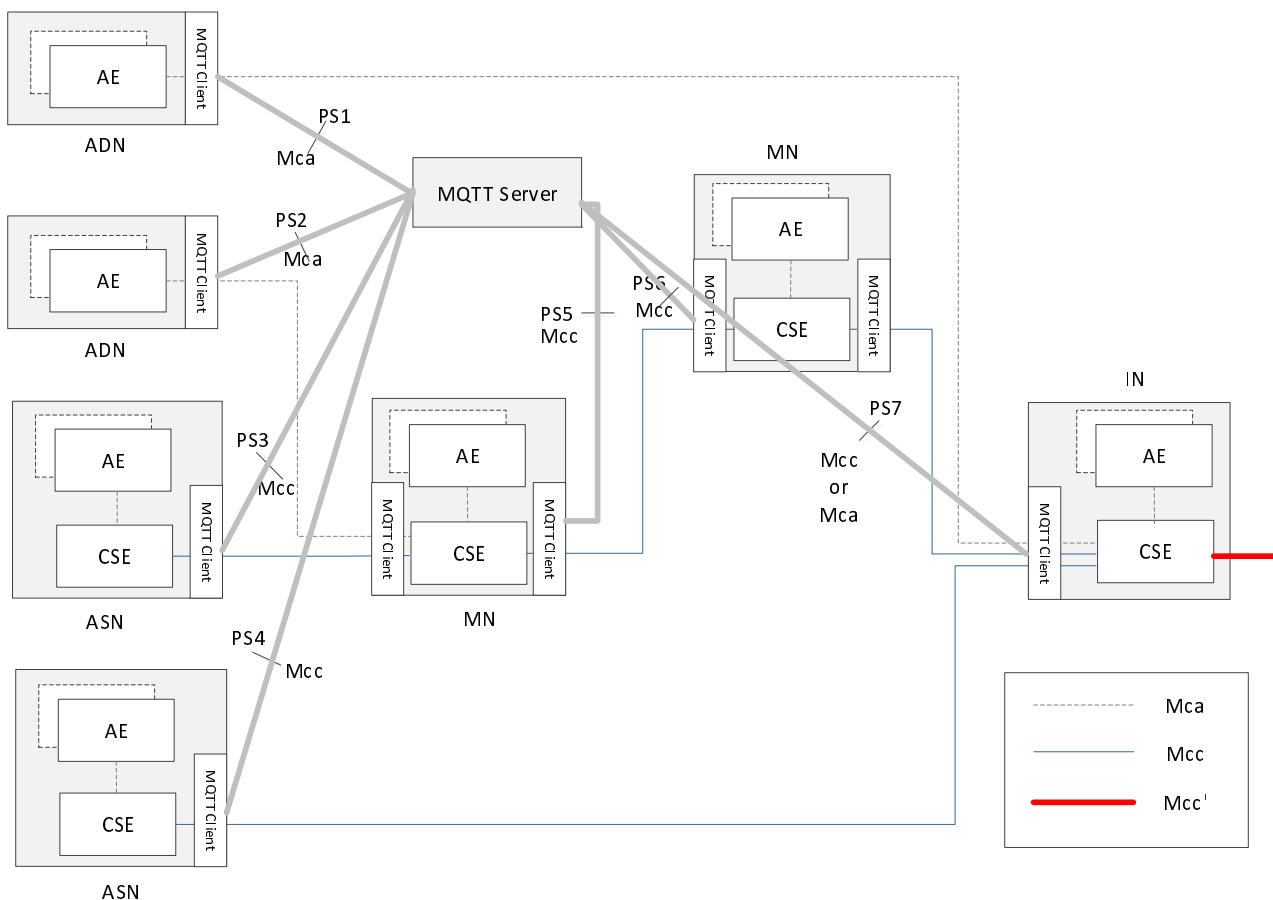 AE
MQTT Client
ADN
PS1
Mca
MQTT Server
MN
AE
MQTT Client
CSE
MQTT Client
AE
MQTT Client
ADN
PS2
Mca
PS5
Mcc
PS6
Mcc
PS7
Mcc
or
Mca
AE
CSE
MQTT Client
ASN
PS3
Mcc
AE
MQTT Client
CSE
MQTT Client
MN
IN
AE
MQTT Client
CSE
AE
CSE
MQTT Client
ASN
PS4
Mcc
Mca
Mcc
Mcc'